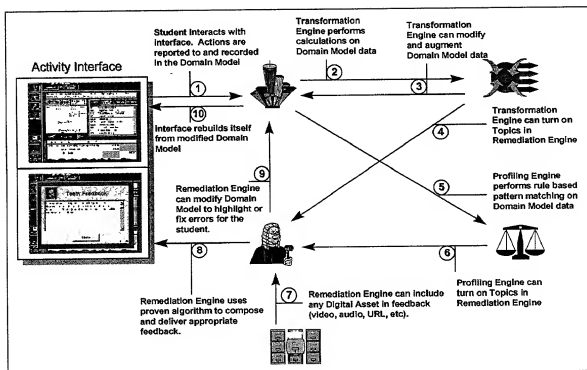 Student Interacts with
interface. Actions are
reported to and recorded
in the Domain Model
Transformation
Engine performs
calculations on
Domain Model data
Transformation
Engine can modify
and augment
Domain Model data
Activity Interface
1
2
3
10
Interface rebuilds itself
from modified Domain
Model
4
Transformation
Engine can turn on
Topics in
Remediation Engine
9
5
Team Feedback
Remediation Engine
can modify Domain
Model to highlight or
fix errors for the
student.
Profiling Engine
performs rule based
pattern matching on
Domain Model data
8
6
Remediation Engine uses
proven algorithm to compose
and deliver appropriate
feedback.
7
Remediation Engine can include
any Digital Asset in feedback
(video, audio, URL, etc).
Profiling Engine can
turn on Topics in
Remediation Engine